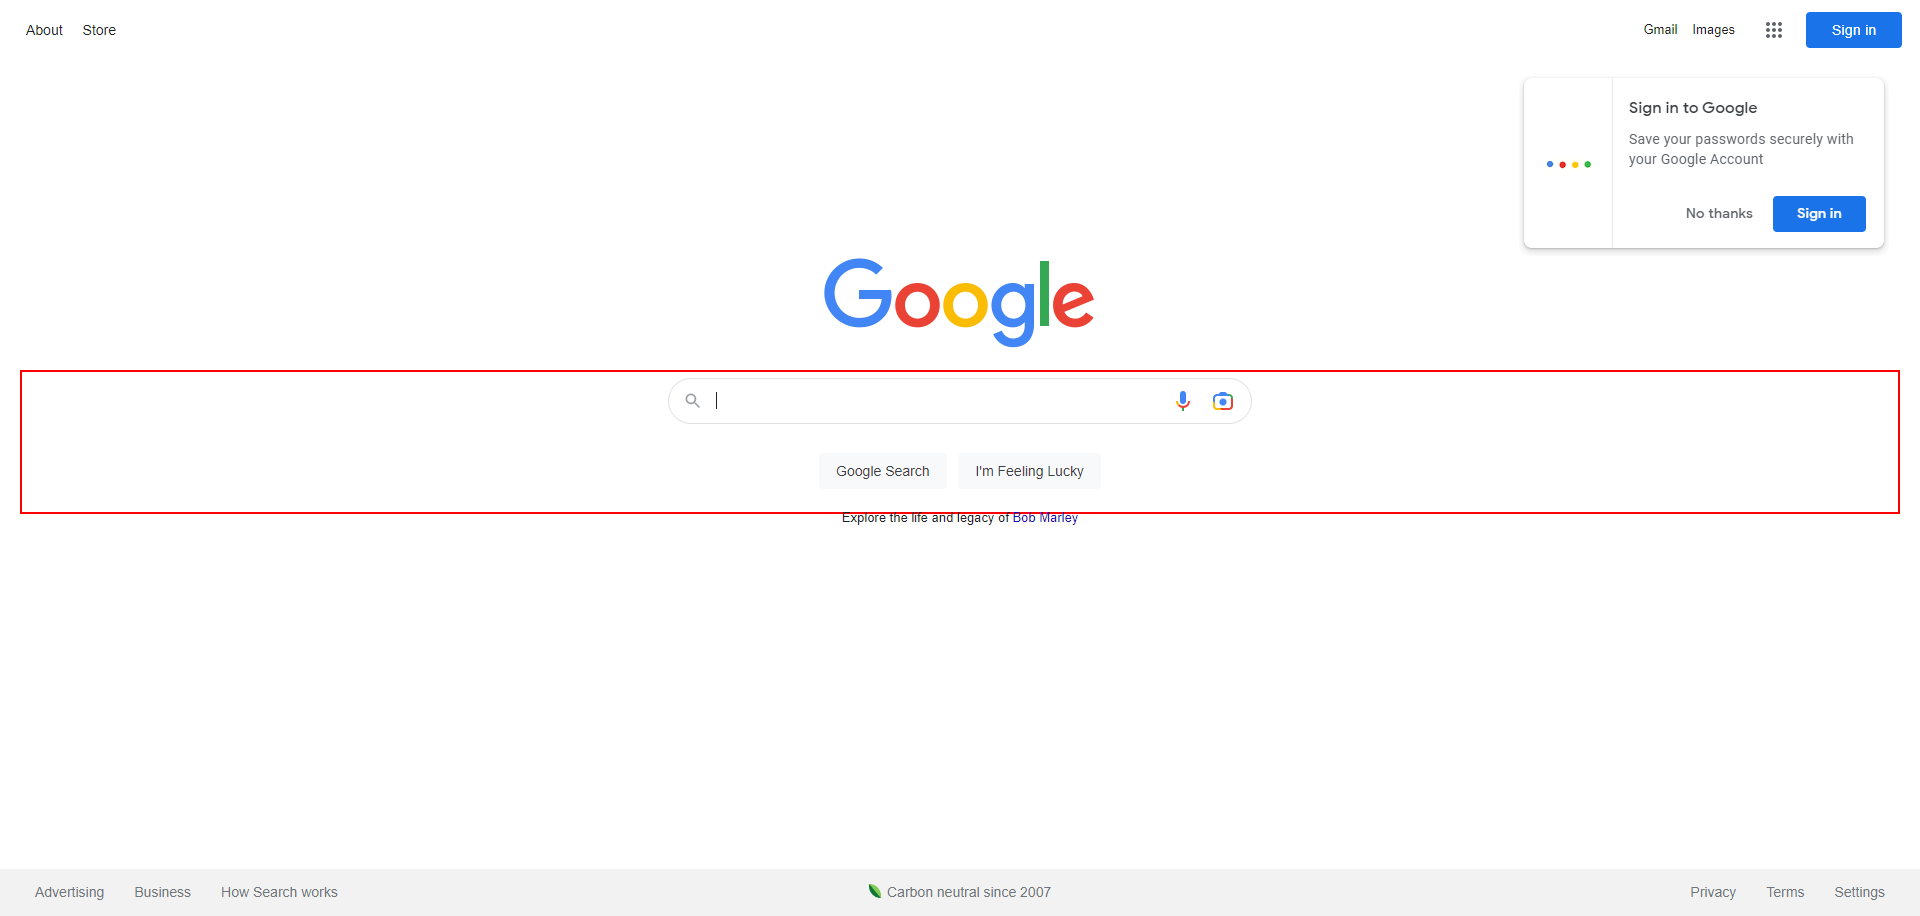 About Store Gmail Images Sign in
Sign in to Google
Save your passwords securely with
your Google Account
No thanks Sign in
Google
Google Search I'm Feeling Lucky
Explore the life and legacy of Bob Marley
Advertising Business How Search works Carbon neutral since 2007 Privacy Terms Settings